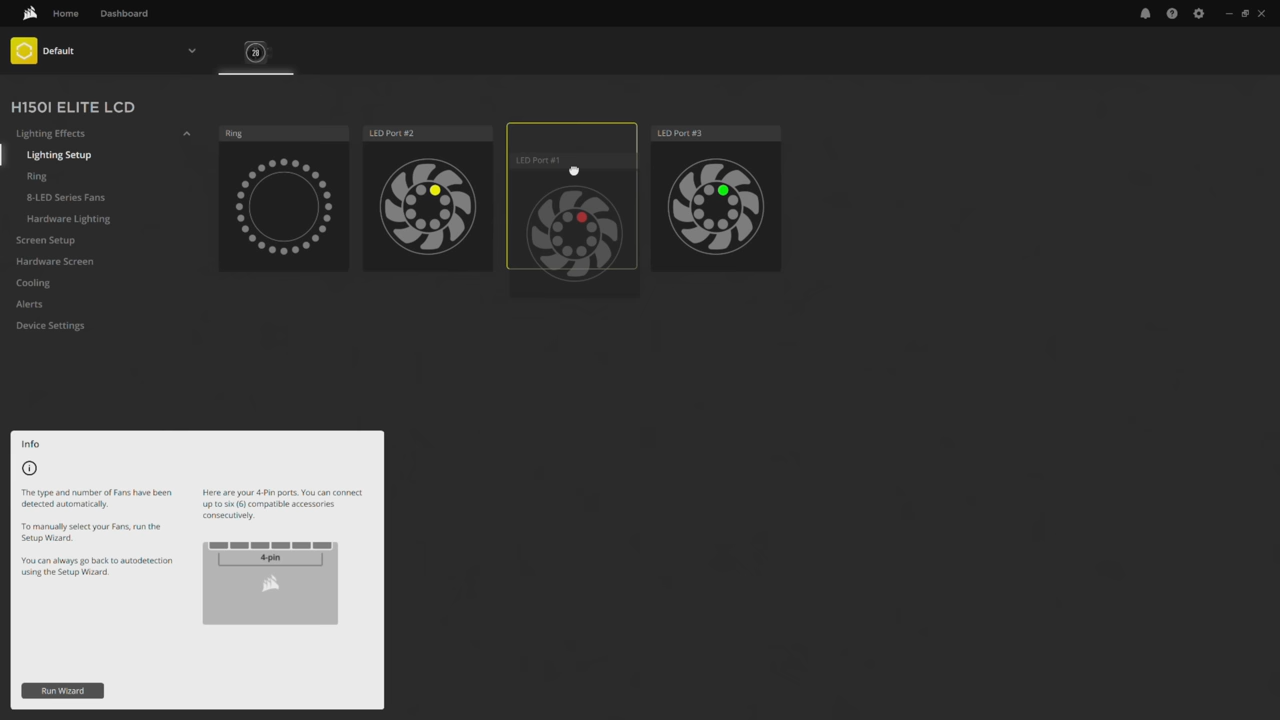 Home
Dashboard
Default
28
H150I ELITE LCD
Lighting Effects
Lighting Setup
Ring
8-LED Series Fans
Hardware Lighting
Screen Setup
Hardware Screen
Cooling
Alerts
Device Settings
Ring
LED Port #2
LED Port #1
LED Port #3
Info
The type and number of Fans have been
detected automatically.
To manually select your Fans, run the
Setup Wizard.
You can always go back to autodetection
using the Setup Wizard.
Here are your 4-Pin ports. You can connect
up to six (6) compatible accessories
consecutively.
4-pin
Run Wizard